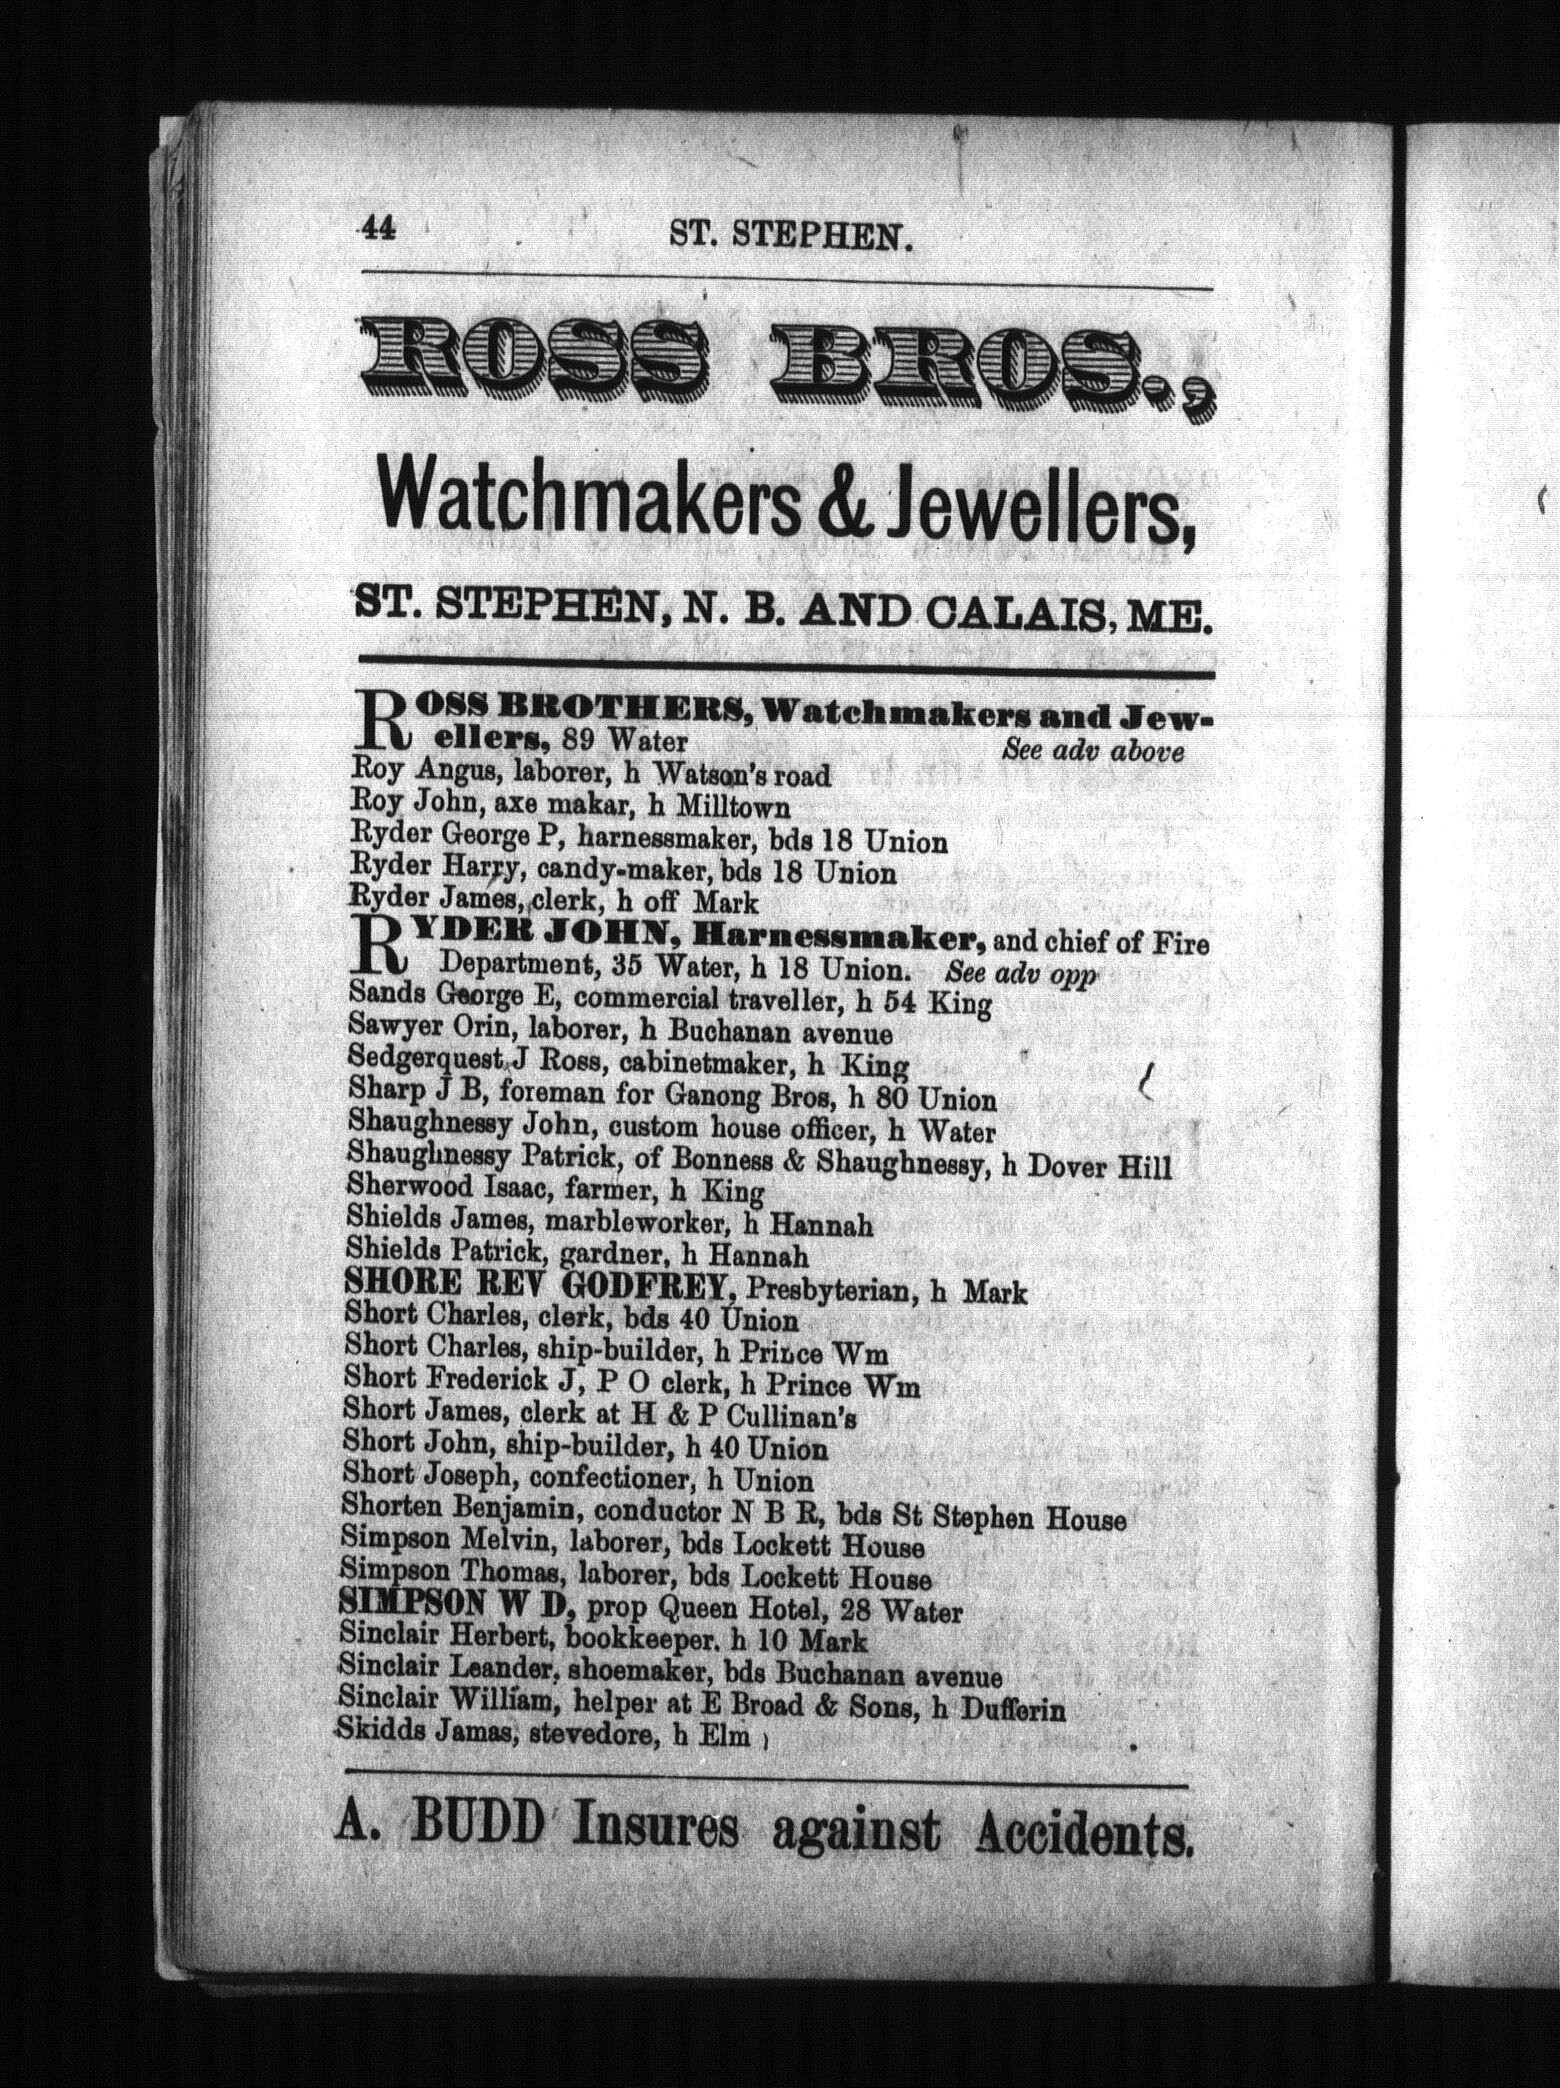 44
ST. STEPHEN.
ROSS BROS.,
Watchmakers & Jewellers,
ST. STEPHEN, N. B. AND CALAIS, ME.
ROSS BROTHERS, Watchmakers and Jew-
ellers, 89 Water See adv above
Roy Angus, laborer, h Watson's road
Roy John, axe makar, h Milltown
Ryder George P, harnessmaker, bds 18 Union
Ryder Harry, candy-maker, bds 18 Union
Ryder James, clerk, h off Mark
RYDER JOHN, Harnessmaker, and chief of Fire
Department, 35 Water, h 18 Union. See adv opp
Sands George E, commercial traveller, h 54 King
Sawyer Orin, laborer, h Buchanan avenue
Sedgerquest J Ross, cabinetmaker, h King
Sharp J B, foreman for Ganong Bros, h 80 Union
Shaughnessy John, custom house officer, h Water
Shaughnessy Patrick, of Bonness & Shaughnessy, h Dover Hill
Sherwood Isaac, farmer, h King
Shields James, marbleworker, h Hannah
Shields Patrick, gardner, h Hannah
SHORE REV GODFREY, Presbyterian, h Mark
Short Charles, clerk, bds 40 Union
Short Charles, ship-builder, h Prince Wm
Short Frederick J, P O clerk, h Prince Wm
Short James, clerk at H & P Cullinan's
Short John, ship-builder, h 40 Union
Short Joseph, confectioner, h Union
Shorten Benjamin, conductor N B R, bds St Stephen House
Simpson Melvin, laborer, bds Lockett House
Simpson Thomas, laborer, bds Lockett House
SIMPSON W D, prop Queen Hotel, 28 Water
Sinclair Herbert, bookkeeper. h 10 Mark
Sinclair Leander, shoemaker, bds Buchanan avenue
Sinclair William, helper at E Broad & Sons, h Dufferin
Skidds Jamas, stevedore, h Elm
A. BUDD Insures against Accidents.